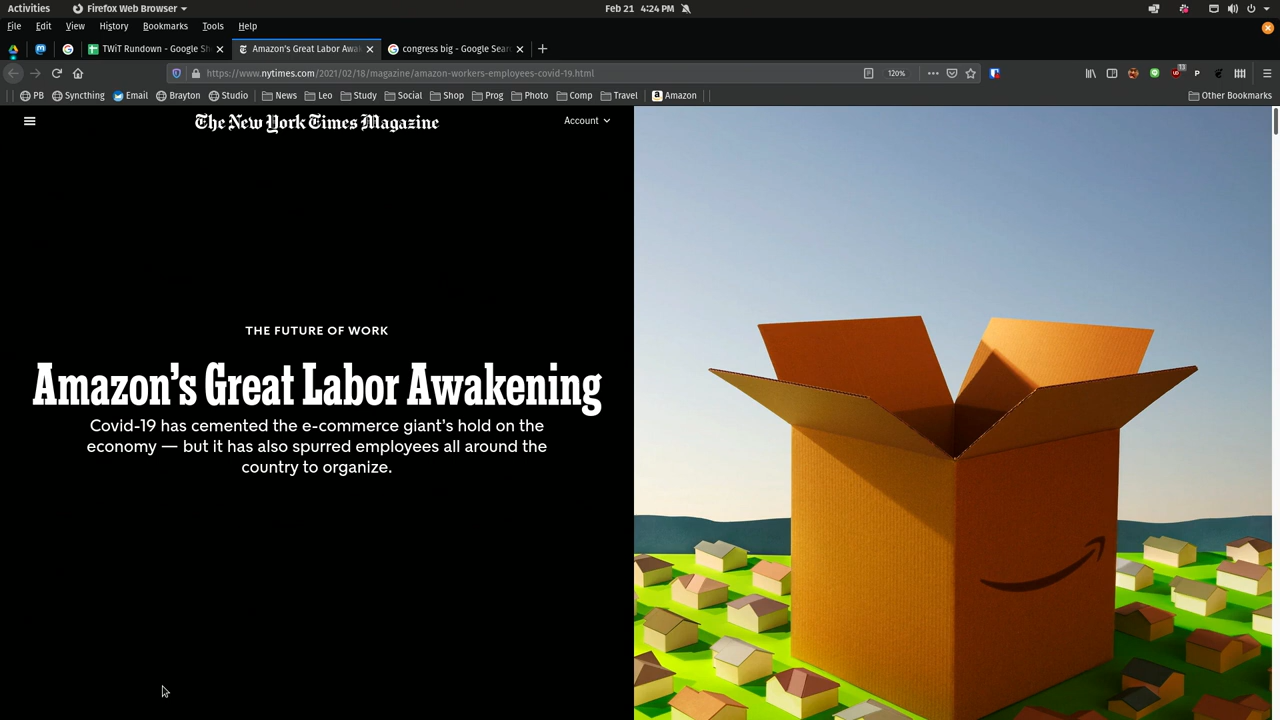 Activities Firefox Web Browser Feb 21 4:24 PM
File Edit View History Bookmarks Tools Help
TWiT Rundown - Google Sh Amazon's Great Labor Awak congress big - Google Sear
https://www.nytimes.com/2021/02/18/magazine/amazon-workers-employees-covid-19.html 120% 13 P
PB Syncthing Email Brayton Studio News Leo Study Social Shop Prog Photo Comp Travel Amazon Other Bookmarks
The New York Times Magazine Account
THE FUTURE OF WORK
Amazon's Great Labor Awakening
Covid-19 has cemented the e-commerce giant's hold on the
economy — but it has also spurred employees all around the
country to organize.